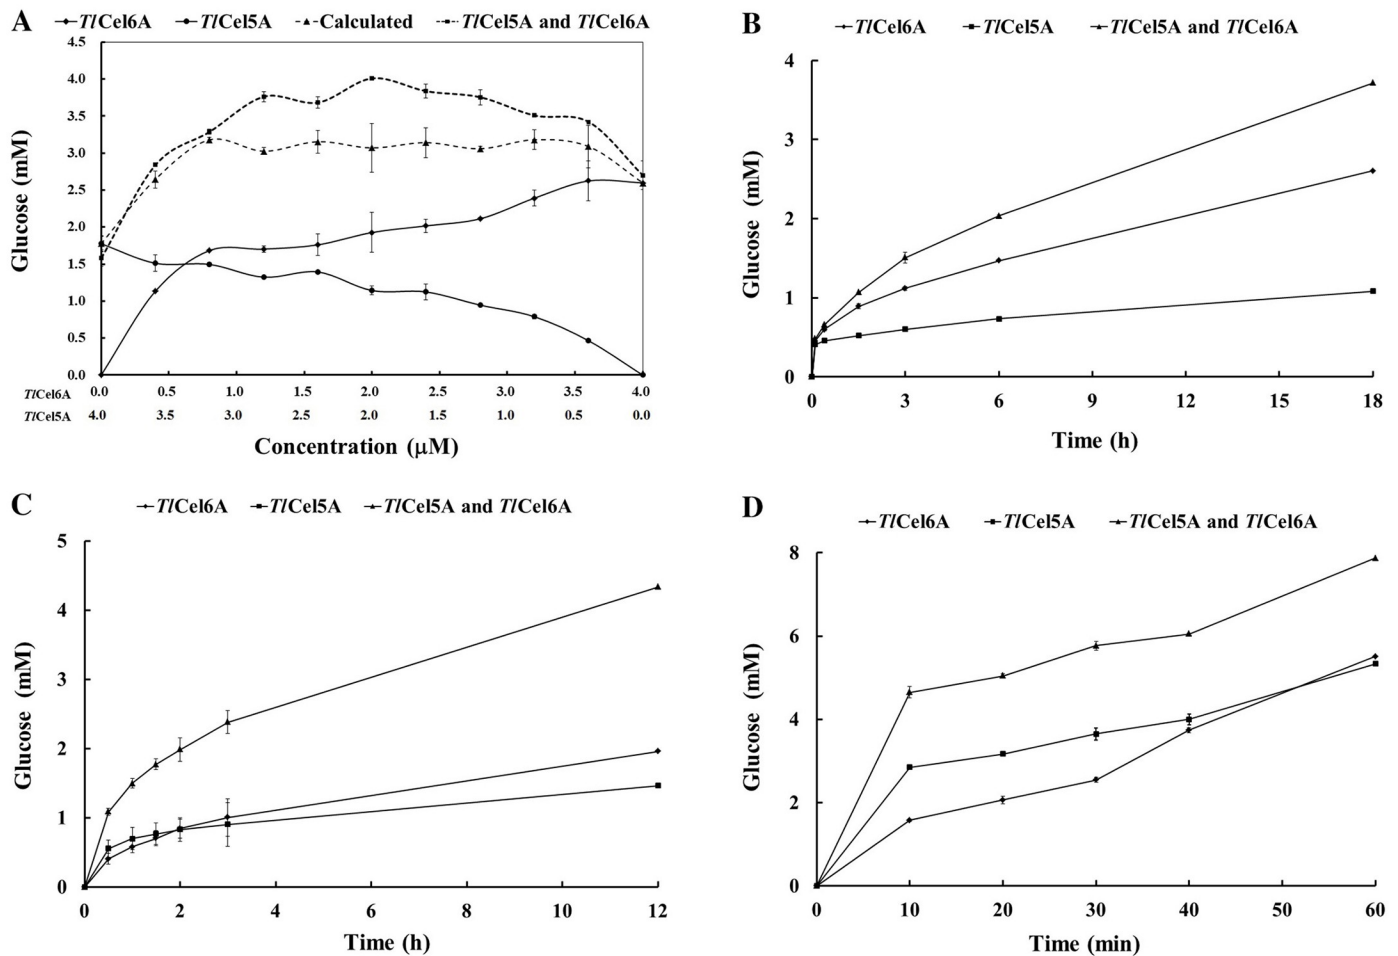 A TlCel6A TlCel5A Calculated TlCel5A and TlCel6A
4.5
4.0
3.5
3.0
2.5
2.0
1.5
1.0
0.5
0.0
Glucose (mM)
TlCel6A 0.0 0.5 1.0 1.5 2.0 2.5 3.0 3.5 4.0
TlCel5A 4.0 3.5 3.0 2.5 2.0 1.5 1.0 0.5 0.0
Concentration (μM)
B TlCel6A TlCel5A TlCel5A and TlCel6A
4
3
2
1
0
Glucose (mM)
0 3 6 9 12 15 18
Time (h)
C TlCel6A TlCel5A TlCel5A and TlCel6A
5
4
3
2
1
0
Glucose (mM)
0 2 4 6 8 10 12
Time (h)
D TlCel6A TlCel5A TlCel5A and TlCel6A
8
6
4
2
0
Glucose (mM)
0 10 20 30 40 50 60
Time (min)